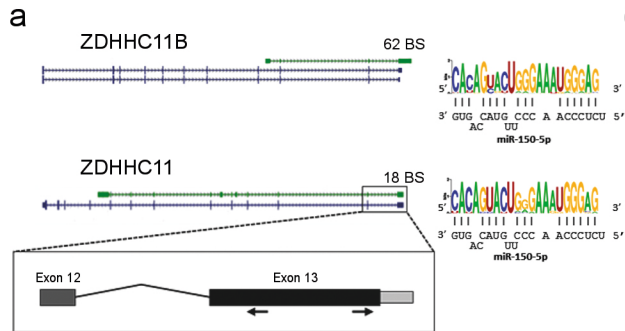 a
ZDHHC11B
62 BS
CACAGUACUGGGAAAUGGGAG
5' 3'
3' GUG CAUG CCC A ACCCUCU 5'
AC UU
miR-150-5p
ZDHHC11
18 BS
CACAGUACUGGGAAAUGGGAG
5' 3'
3' GUG CAUG CCC A ACCCUCU 5'
AC UU
miR-150-5p
Exon 12 Exon 13